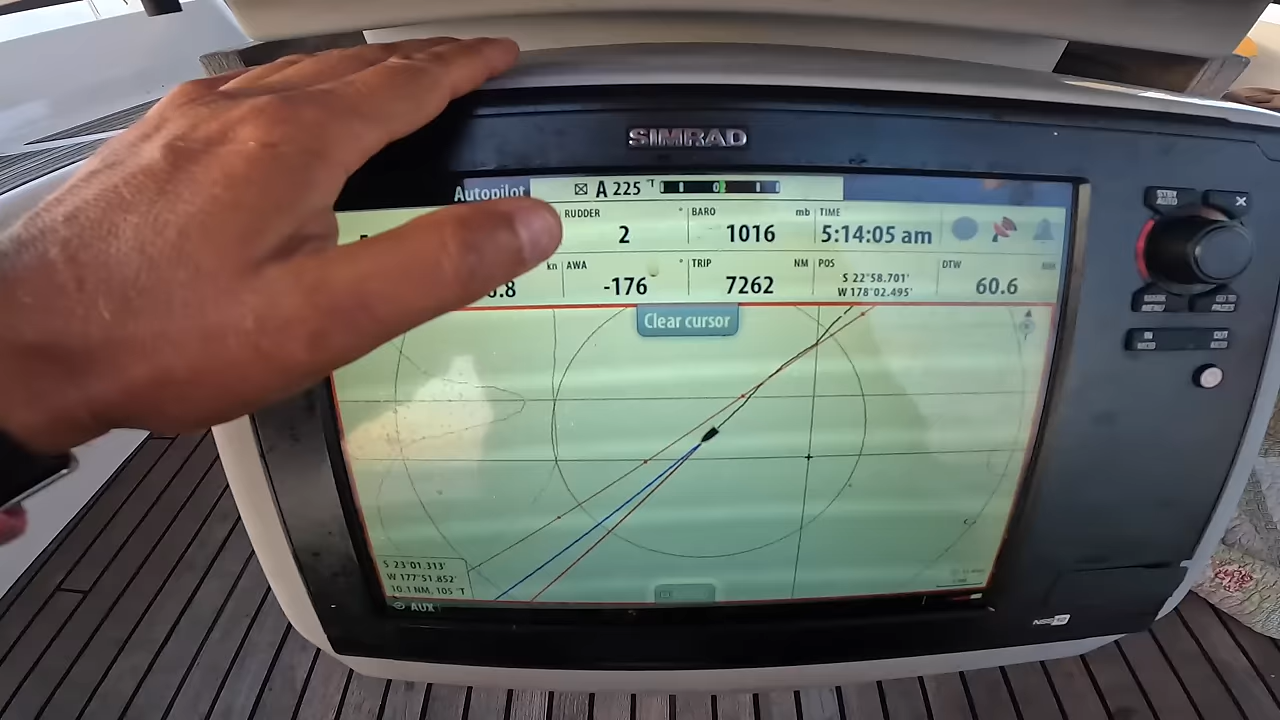 SIMRAD
Autopilot A 225 °T
RUDDER ° BARO mb TIME
2 1016 5:14:05 am
kn AWA ° TRIP NM POS DTW
-176 7262 S 22°58.701' 60.6
W 178°02.495'
Clear cursor
S 23°01.313'
W 177°51.852'
10.1 NM, 105 °T
AUX
X